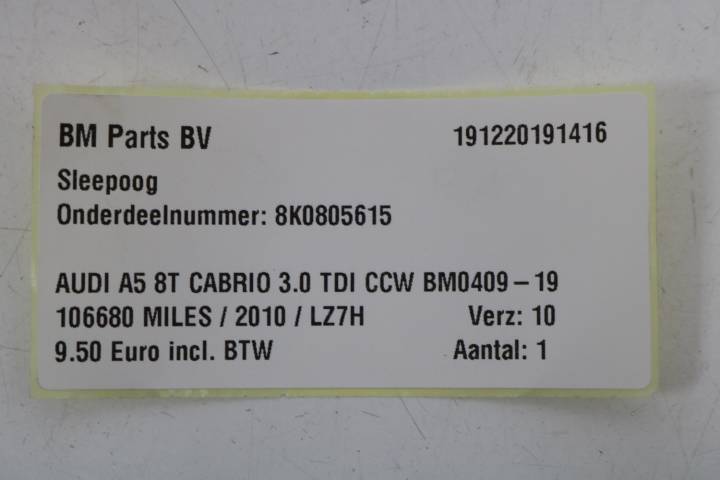 BM Parts BV 191220191416
Sleepoog
Onderdeelnummer: 8K0805615
AUDI A5 8T CABRIO 3.0 TDI CCW BM0409-19
106680 MILES / 2010 / LZ7H Verz: 10
9.50 Euro incl. BTW Aantal: 1